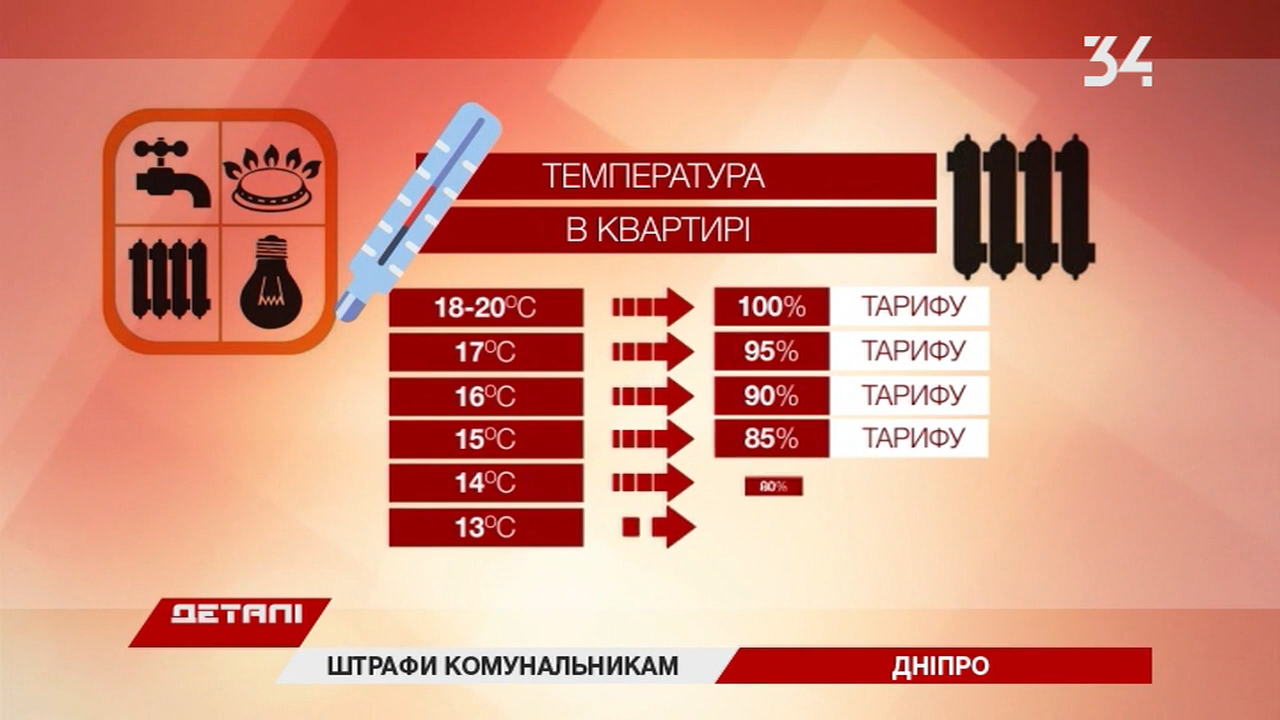 34
ТЕМПЕРАТУРА
В КВАРТИРІ
18-20°C 100% ТАРИФУ
17°C 95% ТАРИФУ
16°C 90% ТАРИФУ
15°C 85% ТАРИФУ
14°C 80%
13°C
ДЕТАЛІ
ШТРАФИ КОМУНАЛЬНИКАМ ДНІПРО